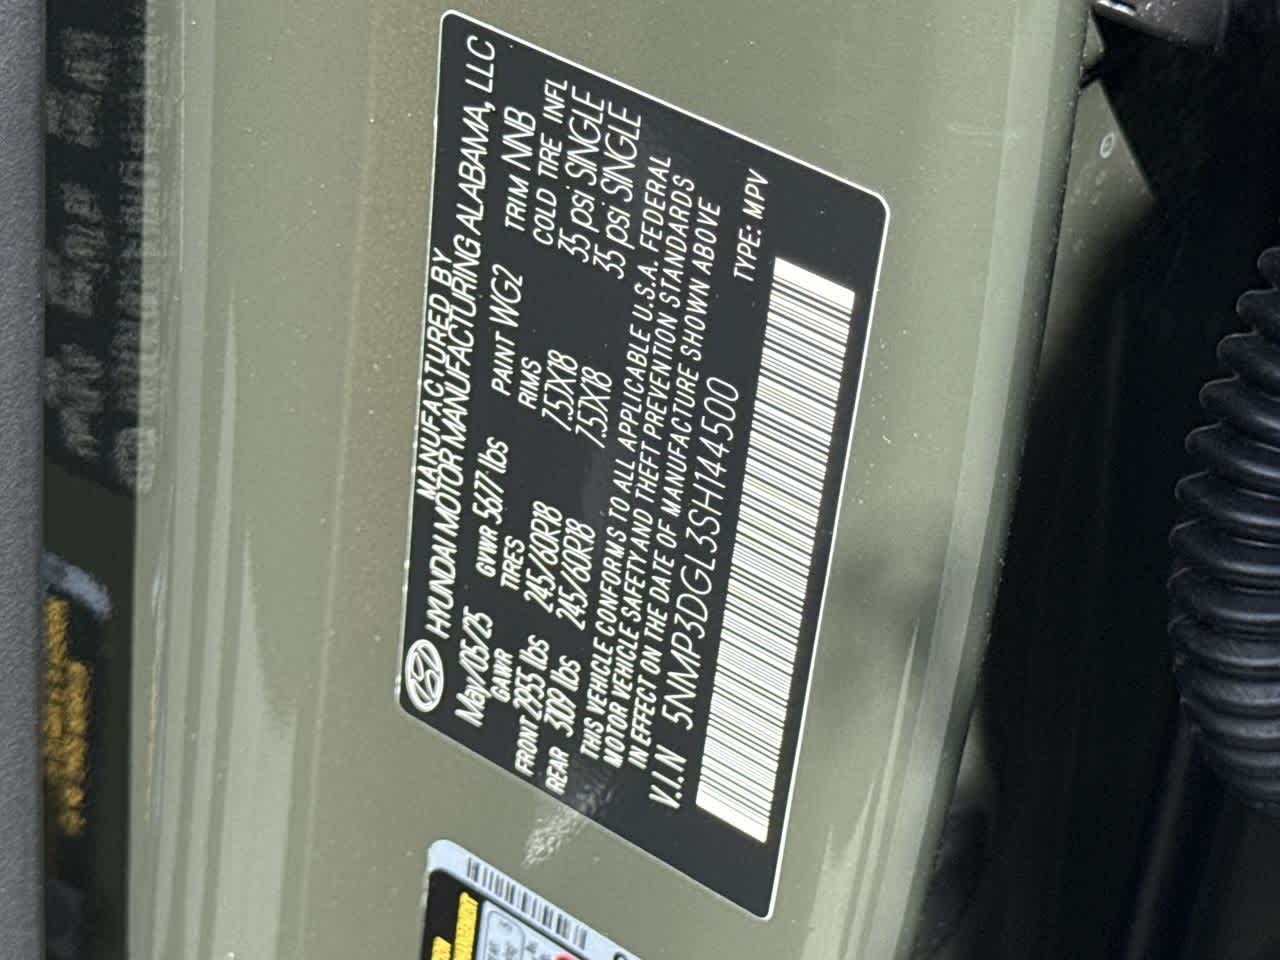 MANUFACTURED BY
HYUNDAI MOTOR MANUFACTURING ALABAMA, LLC
May/05/25 GVWR 5677 lbs PAINT WG2 TRIM NNB
GAWR TIRES RIMS COLD TIRE INFL
FRONT 2955 lbs 245/60R18 7.5JX18 35 psi SINGLE
REAR 3109 lbs 245/60R18 7.5JX18 35 psi SINGLE
THIS VEHICLE CONFORMS TO ALL APPLICABLE U.S.A. FEDERAL
MOTOR VEHICLE SAFETY AND THEFT PREVENTION STANDARDS
IN EFFECT ON THE DATE OF MANUFACTURE SHOWN ABOVE
V.I.N 5NMP3DGL3SH144500 TYPE: MPV